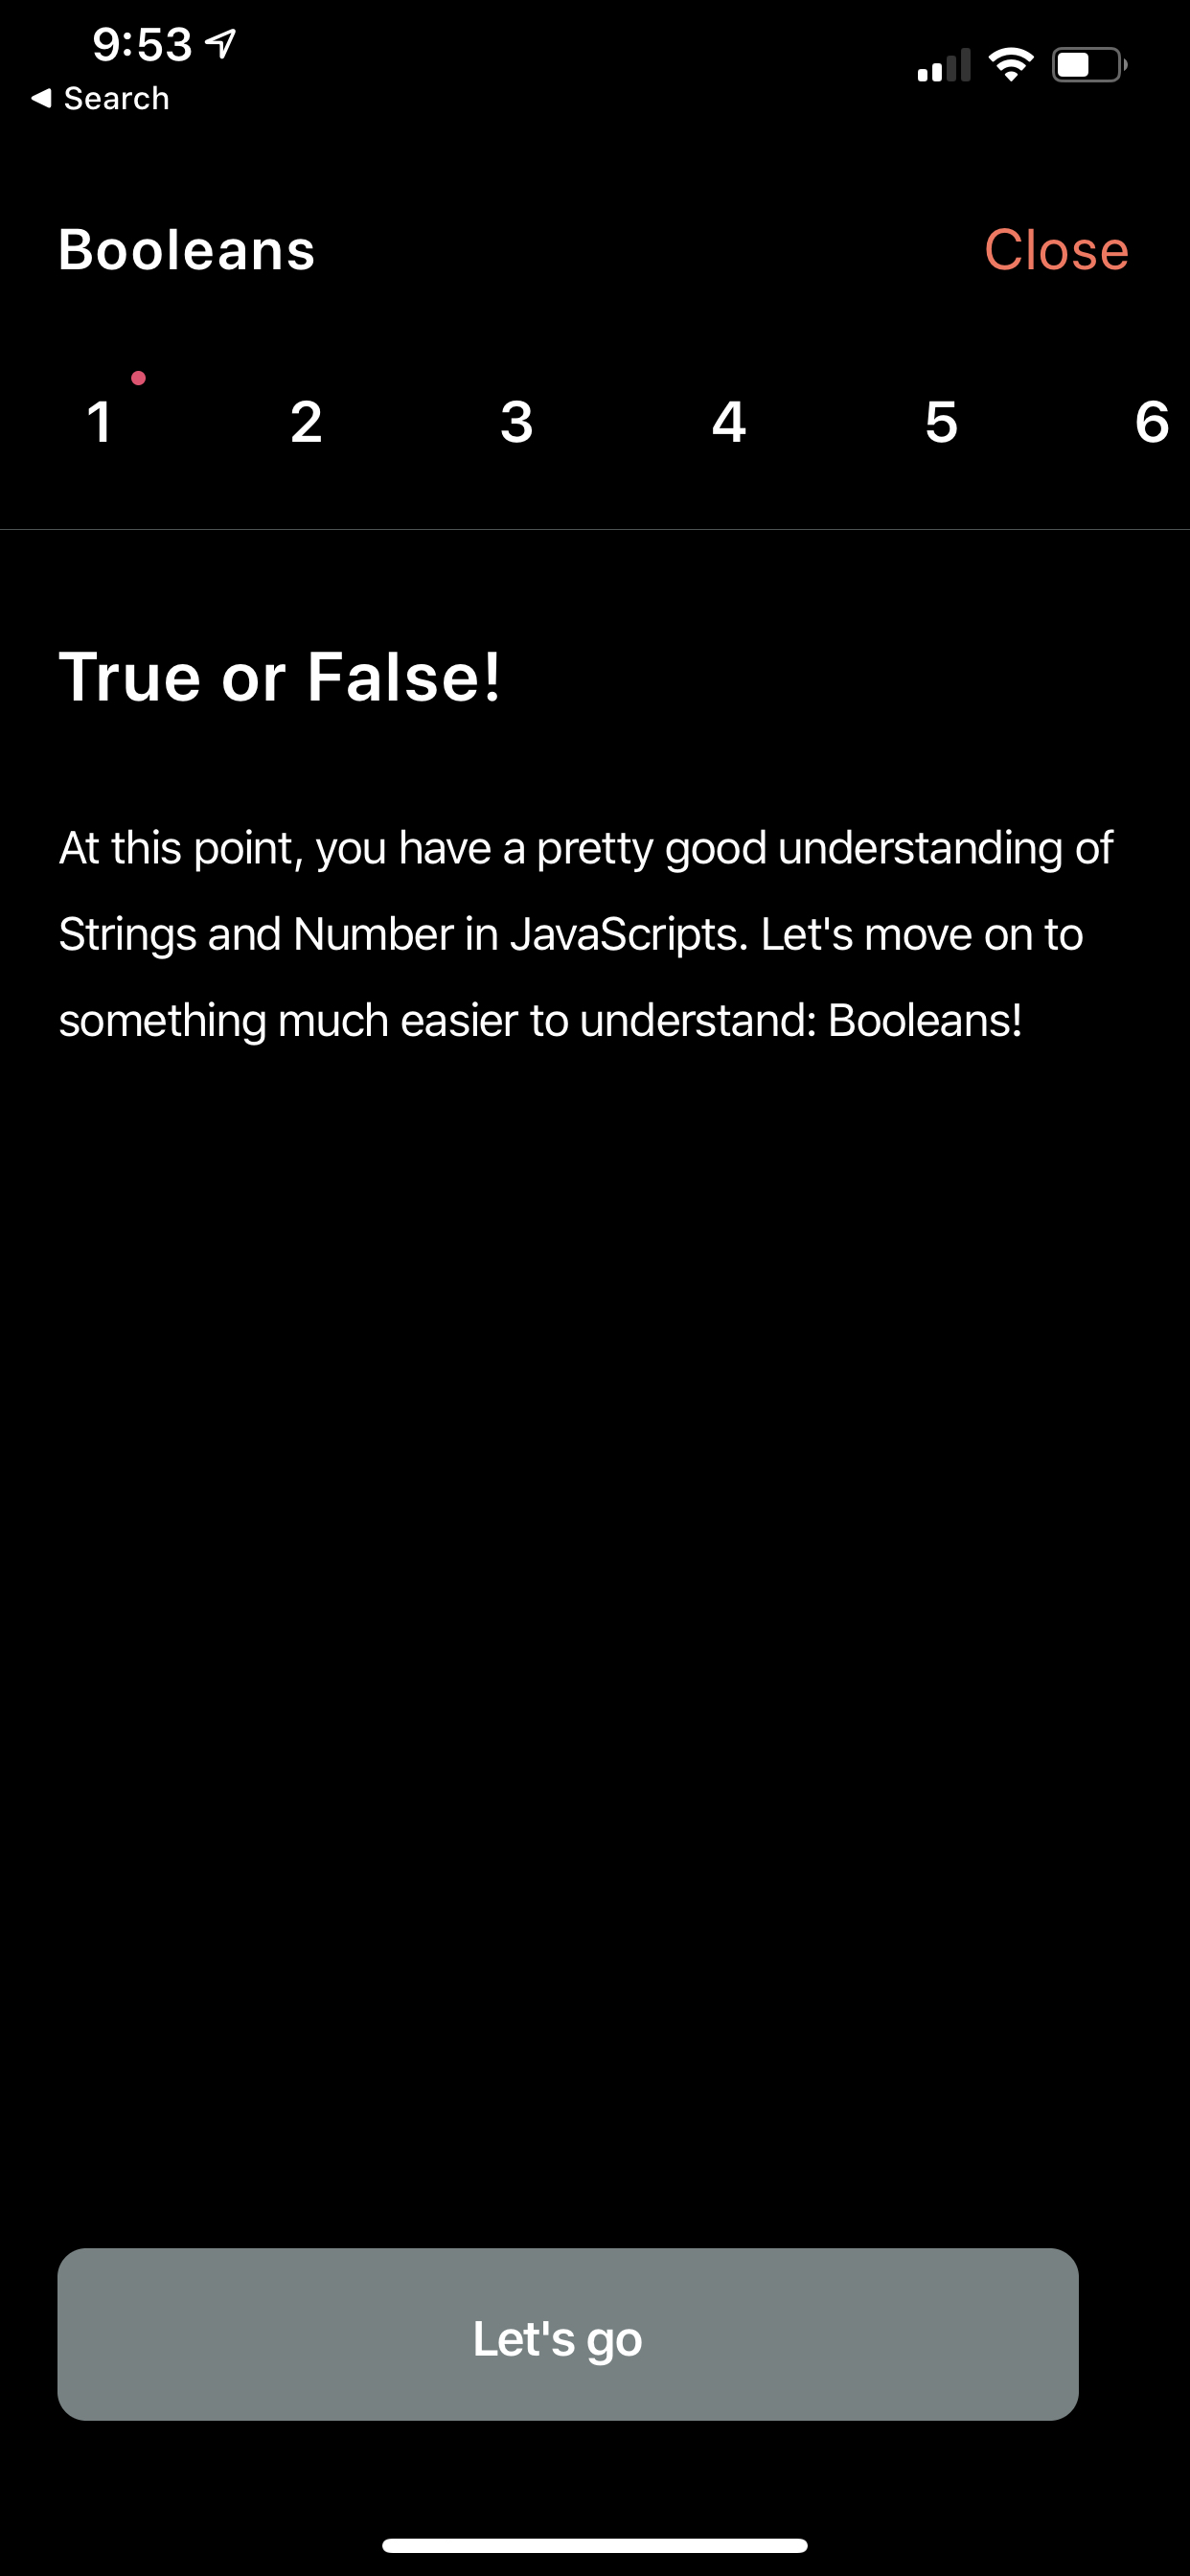 9:53
Search
Booleans Close
1 2 3 4 5 6
True or False!
At this point, you have a pretty good understanding of
Strings and Number in JavaScripts. Let's move on to
something much easier to understand: Booleans!
Let's go